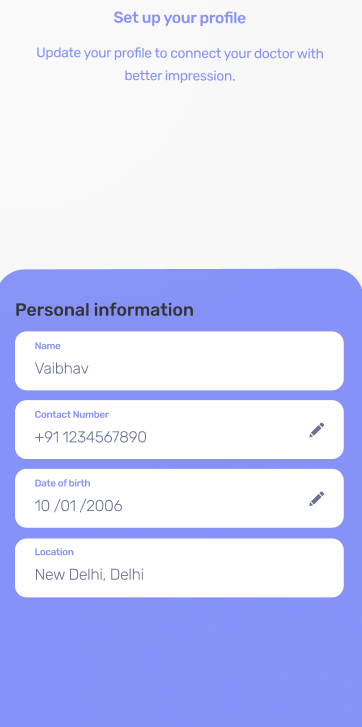 Set up your profile
Update your profile to connect your doctor with
better impression.
Personal information
Name
Vaibhav
Contact Number
+91 1234567890
Date of birth
10 /01 /2006
Location
New Delhi, Delhi